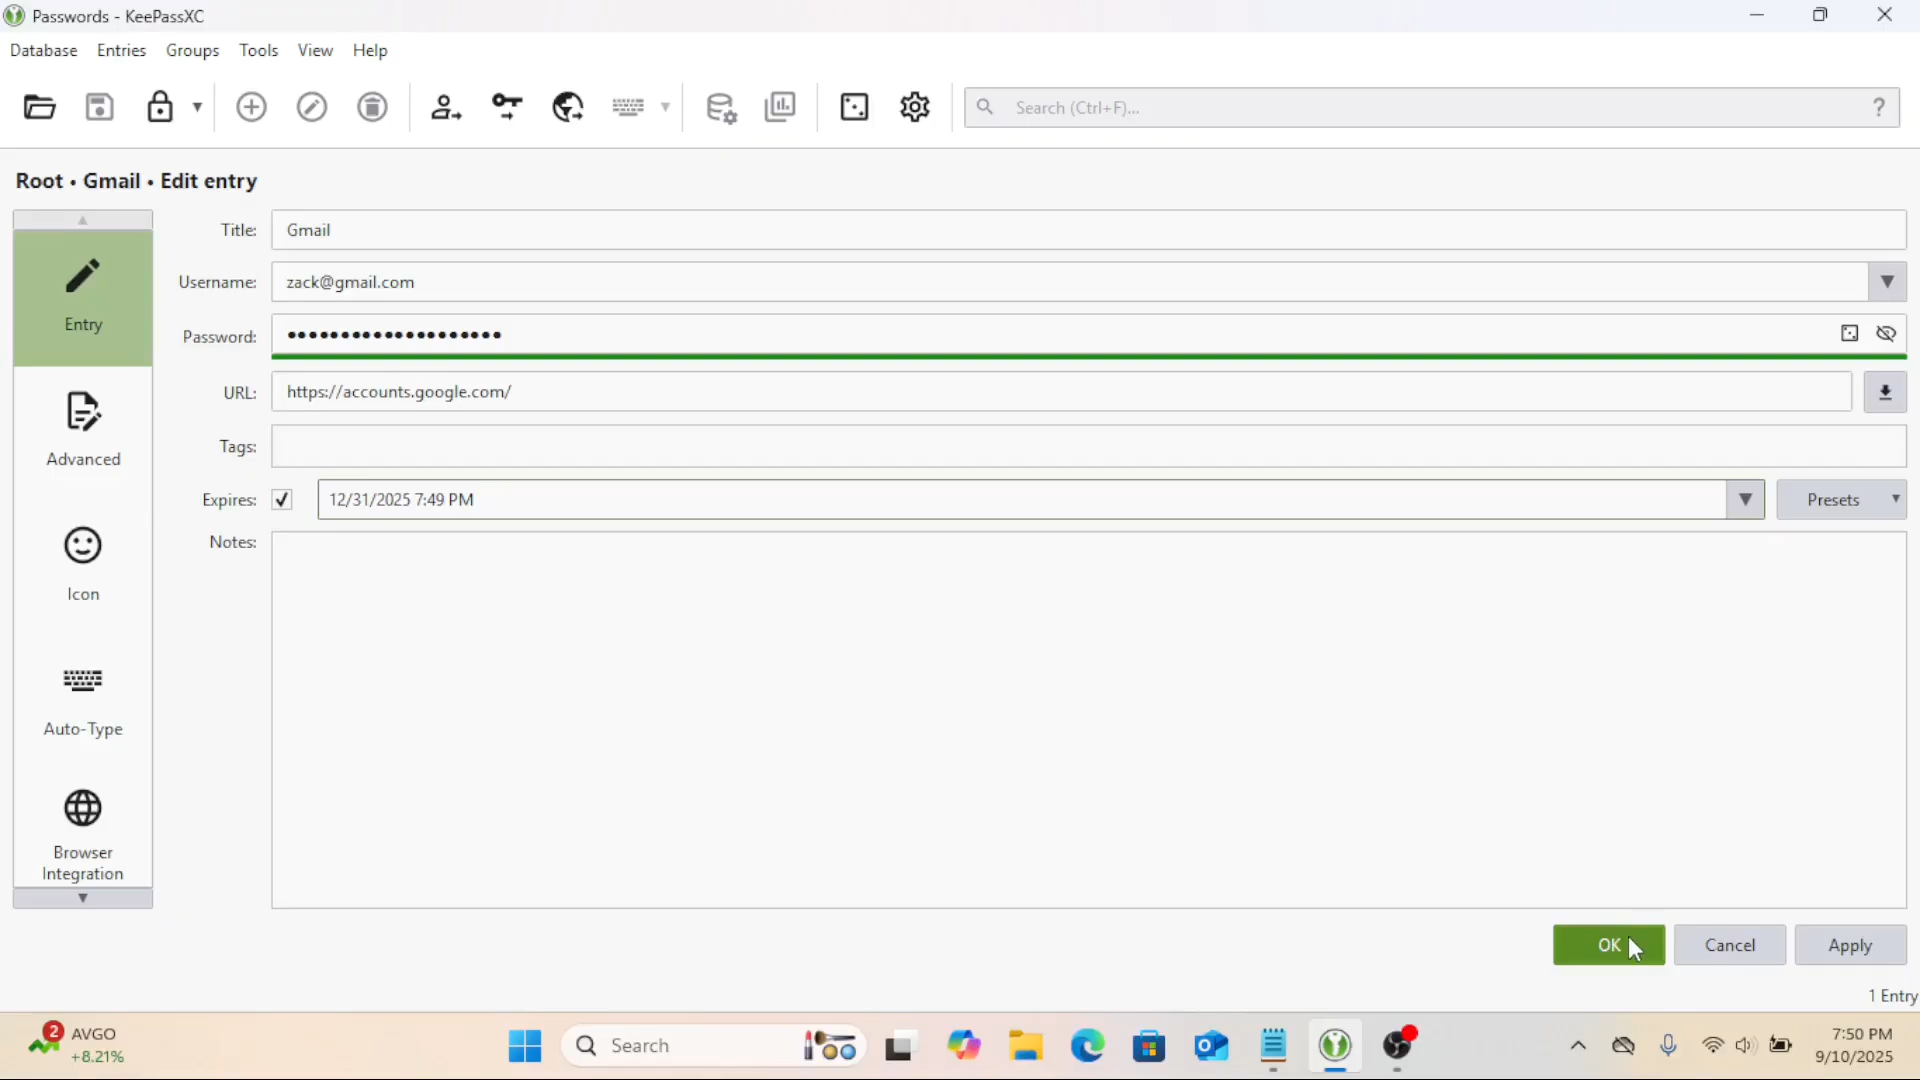 Passwords - KeePassXC
Database Entries Groups Tools View Help
Search (Ctrl+F)... ?
Root • Gmail • Edit entry
Title: Gmail
Username: zack@gmail.com
Password: ••••••••••••••••••••
URL: https://accounts.google.com/
Tags:
Expires: 12/31/2025 7:49 PM Presets
Notes:
Entry
Advanced
Icon
Auto-Type
Browser
Integration
OK Cancel Apply
1 Entry
2 AVGO
+8.21%
Search
7:50 PM
9/10/2025